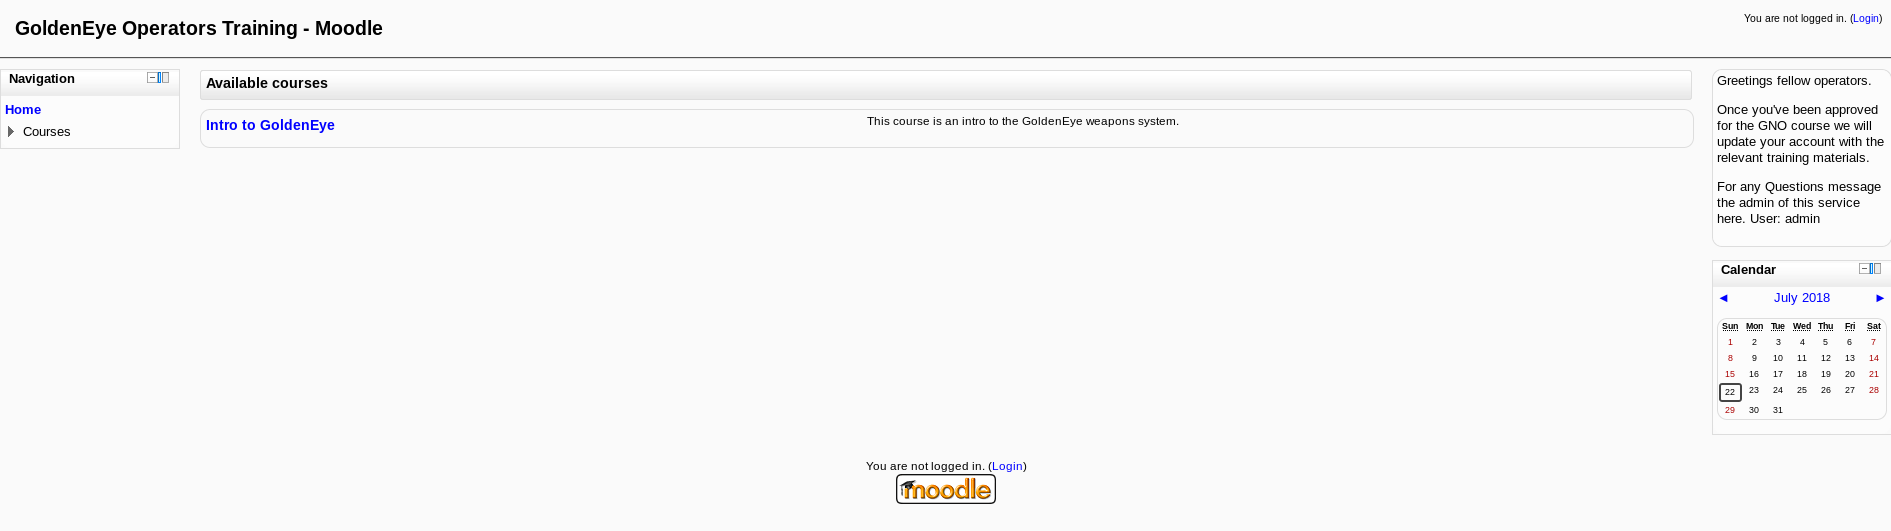 GoldenEye Operators Training - Moodle
You are not logged in. (Login)
Navigation
Home
Courses
Available courses
Intro to GoldenEye
This course is an intro to the GoldenEye weapons system.
Greetings fellow operators.
Once you've been approved
for the GNO course we will
update your account with the
relevant training materials.
For any Questions message
the admin of this service
here. User: admin
Calendar
◄ July 2018 ►
Sun Mon Tue Wed Thu Fri Sat
1 2 3 4 5 6 7
8 9 10 11 12 13 14
15 16 17 18 19 20 21
22 23 24 25 26 27 28
29 30 31
You are not logged in. (Login)
moodle